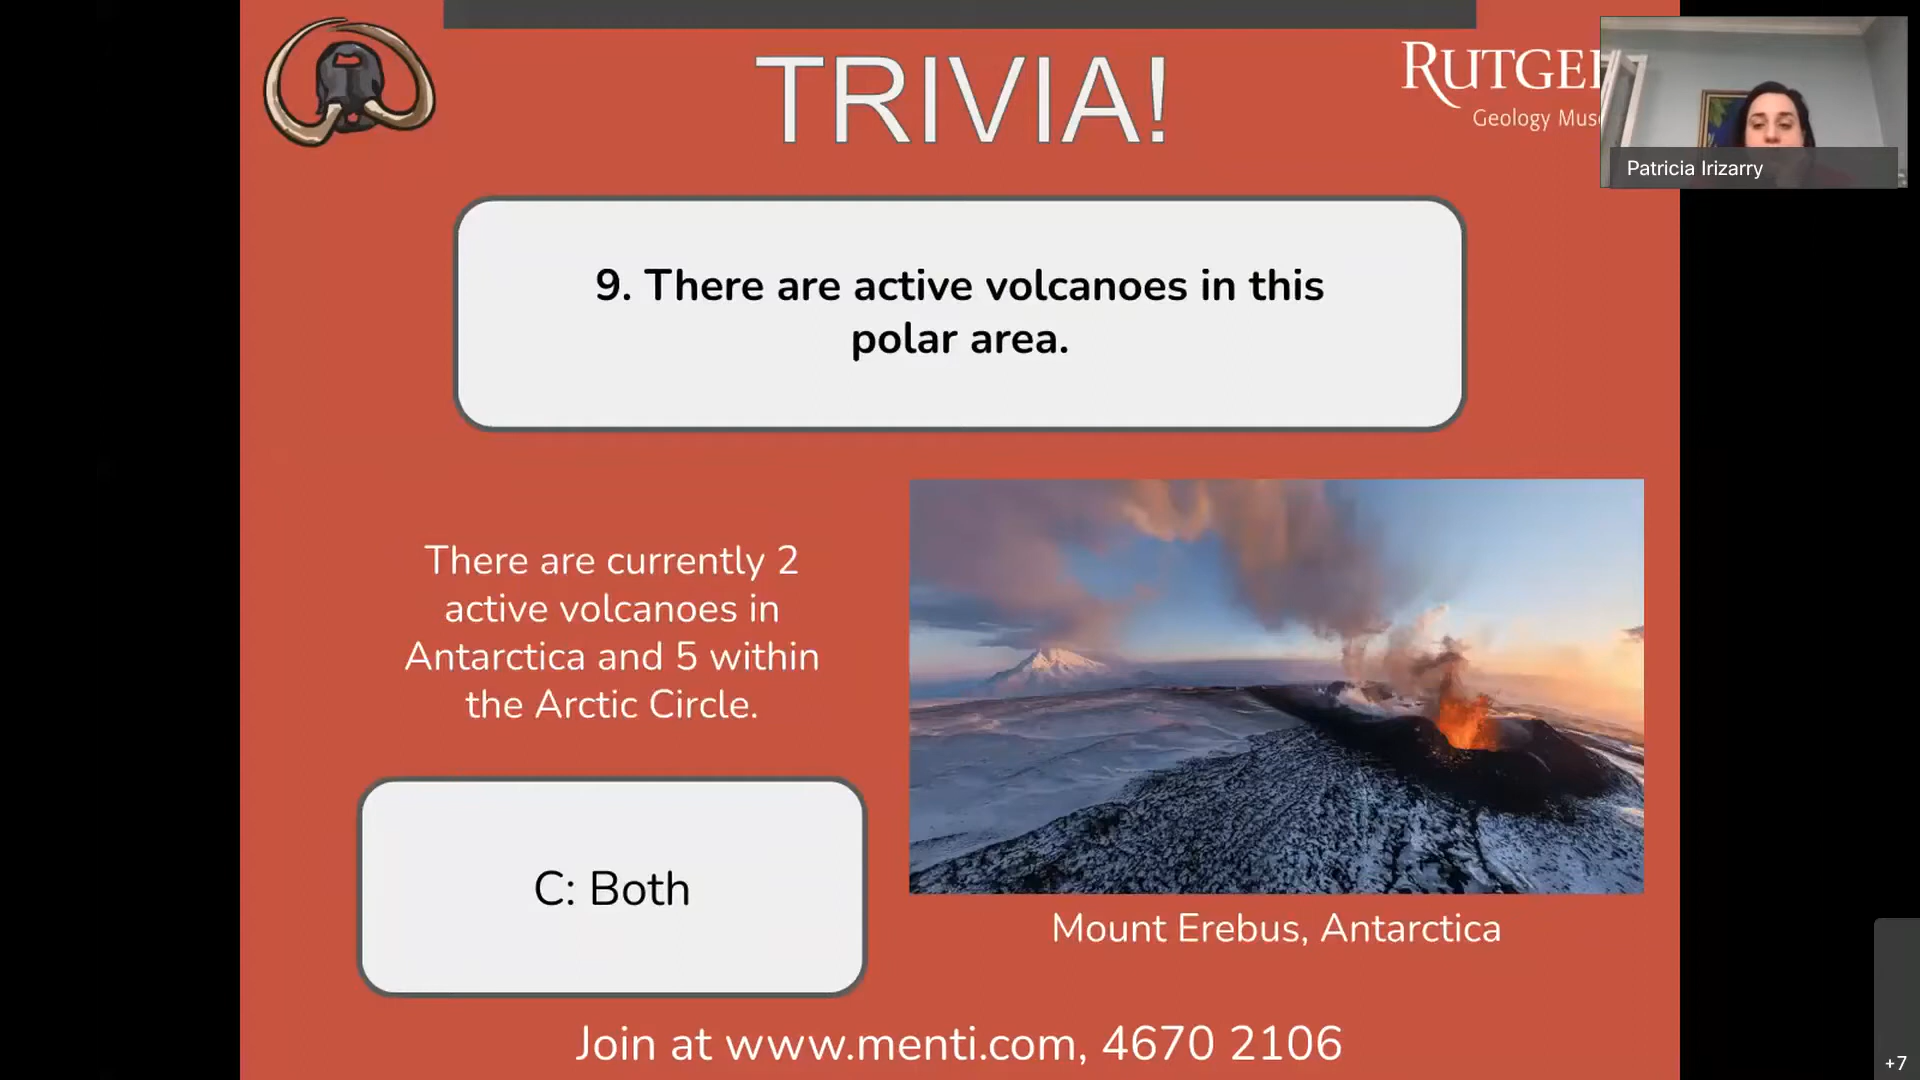 TRIVIA!
RUTGE
Geology Mus
Patricia Irizarry
9. There are active volcanoes in this
polar area.
There are currently 2
active volcanoes in
Antarctica and 5 within
the Arctic Circle.
C: Both
Mount Erebus, Antarctica
Join at www.menti.com, 4670 2106
+7